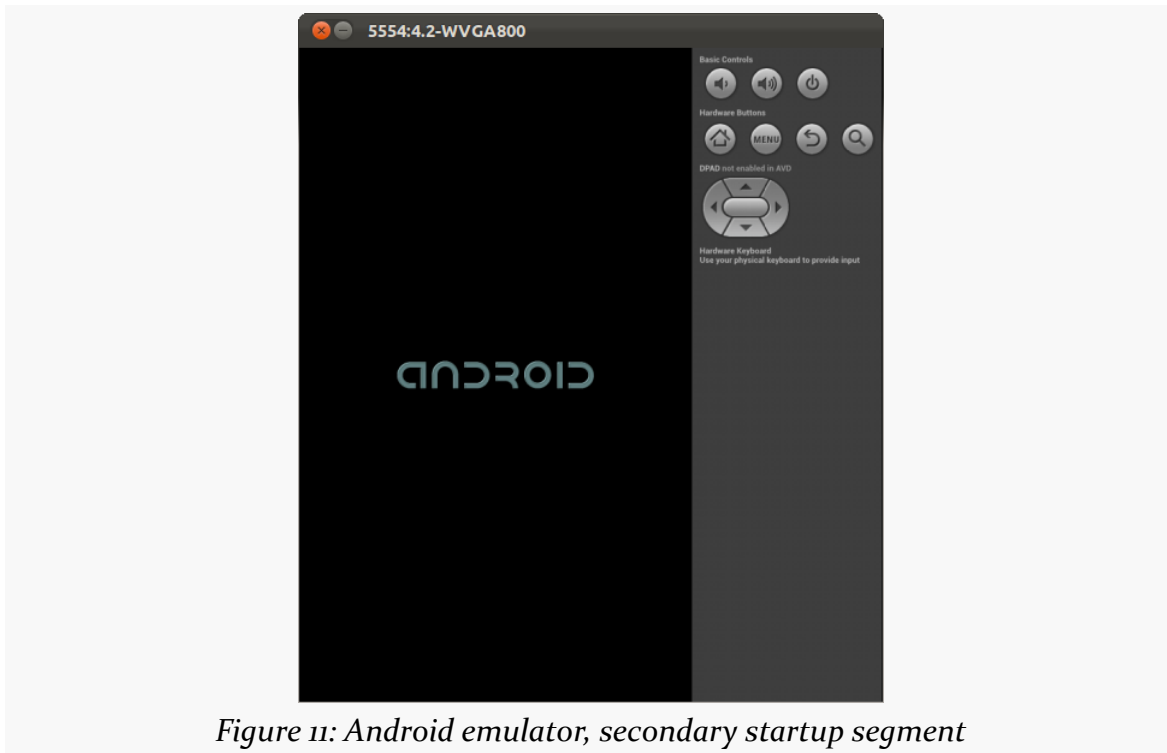 5554:4.2-WVGA800
Basic Controls
Hardware Buttons
MENU
DPAD not enabled in AVD
Hardware Keyboard
Use your physical keyboard to provide input
ANDROID
Figure 11: Android emulator, secondary startup segment